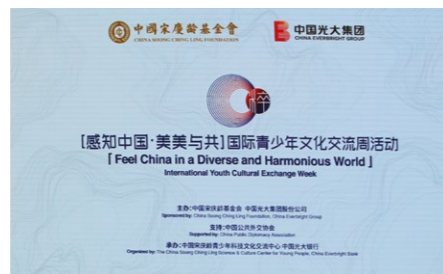 中國宋慶齡基金會
CHINA SOONG CHING LING FOUNDATION
中国光大集团
CHINA EVERBRIGHT GROUP
[感知中国·美美与共]国际青少年文化交流周活动
「Feel China in a Diverse and Harmonious World」
International Youth Cultural Exchange Week
主办:中国宋庆龄基金会 中国光大集团股份公司
Sponsored by: China Soong Ching Ling Foundation, China Everbright Group
支持:中国公共外交协会
Supported by: China Public Diplomacy Association
承办:中国宋庆龄青少年科技文化交流中心 中国光大银行
Organized by: The China Soong Ching Ling Science & Culture Center for Young People, China Everbright Bank